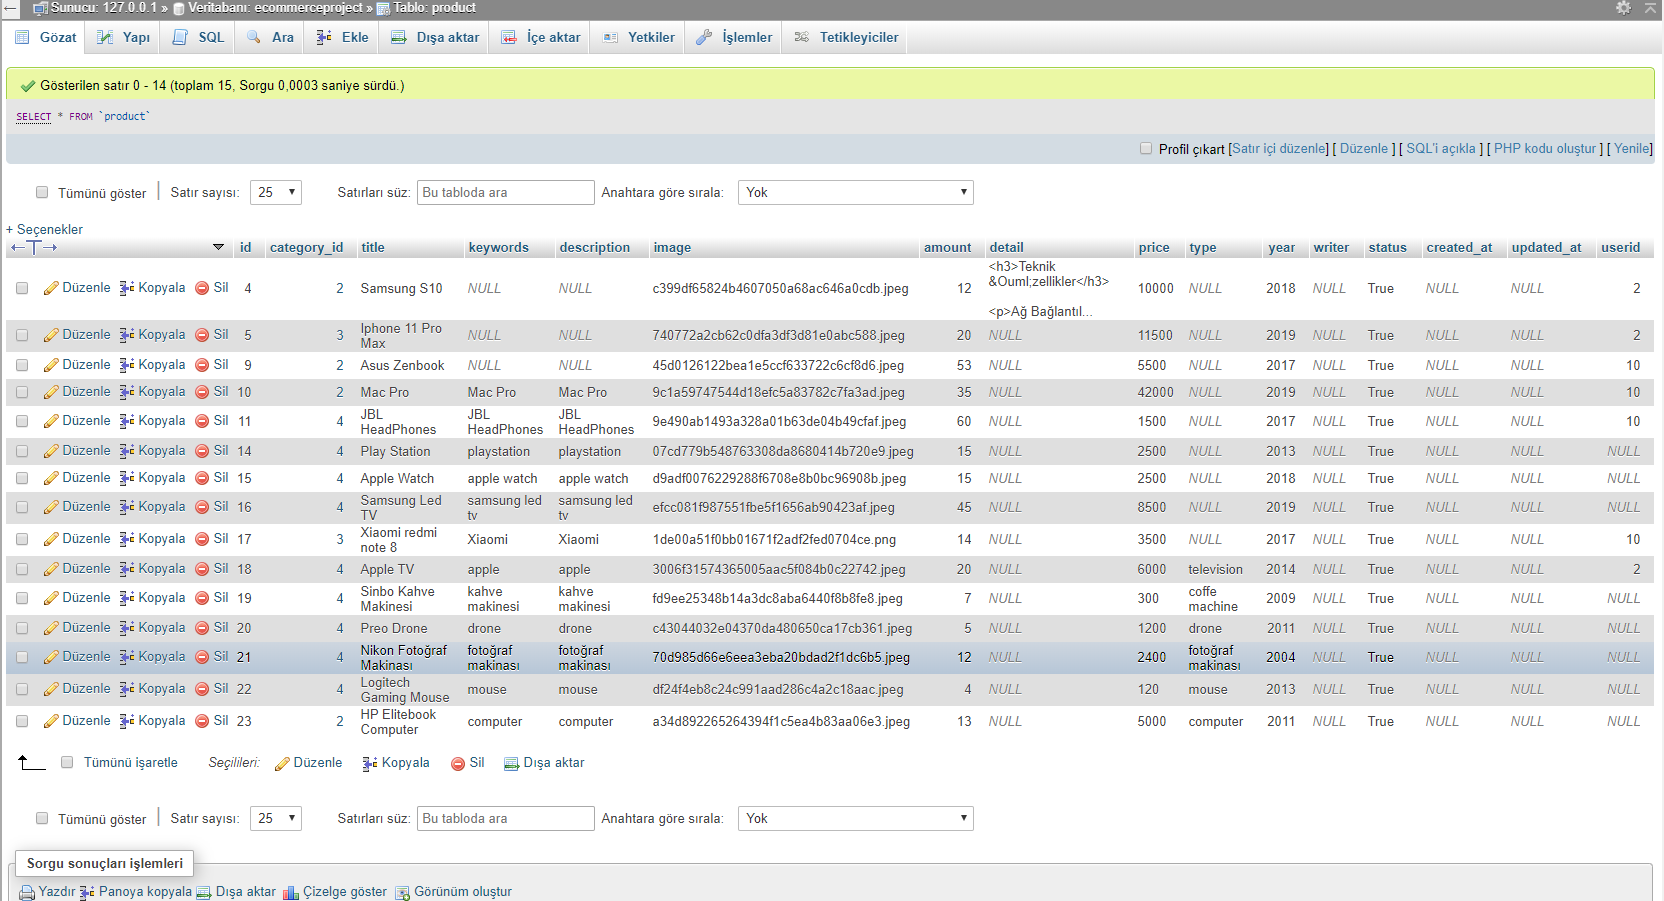 Sunucu: 127.0.0.1 » Veritabanı: ecommerceproject » Tablo: product
Gözat Yapı SQL Ara Ekle Dışa aktar İçe aktar Yetkiler İşlemler Tetikleyiciler
Gösterilen satır 0 - 14 (toplam 15, Sorgu 0,0003 saniye sürdü.)
SELECT * FROM `product`
Profil çıkart [Satır içi düzenle] [ Düzenle ] [ SQL'i açıkla ] [ PHP kodu oluştur ] [ Yenile]
Tümünü göster Satır sayısı: 25 Satırları süz: Bu tabloda ara Anahtara göre sırala: Yok
+ Seçenekler
←T→ id category_id title keywords description image amount detail price type year writer status created_at updated_at userid
<h3>Teknik
&Ouml;zellikler</h3>
Düzenle Kopyala Sil 4 2 Samsung S10 NULL NULL c399df65824b4607050a68ac646a0cdb.jpeg 12 10000 NULL 2018 NULL True NULL NULL 2
<p>Ağ Bağlantıl...
Düzenle Kopyala Sil 5 3 Iphone 11 Pro NULL NULL 740772a2cb62c0dfa3df3d81e0abc588.jpeg 20 NULL 11500 NULL 2019 NULL True NULL NULL 2
Max
Düzenle Kopyala Sil 9 2 Asus Zenbook NULL NULL 45d0126122bea1e5ccf633722c6cf8d6.jpeg 53 NULL 5500 NULL 2017 NULL True NULL NULL 10
Düzenle Kopyala Sil 10 2 Mac Pro Mac Pro Mac Pro 9c1a59747544d18efc5a83782c7fa3ad.jpeg 35 NULL 42000 NULL 2019 NULL True NULL NULL 10
Düzenle Kopyala Sil 11 4 JBL JBL JBL 9e490ab1493a328a01b63de04b49cfaf.jpeg 60 NULL 1500 NULL 2017 NULL True NULL NULL 10
HeadPhones HeadPhones HeadPhones
Düzenle Kopyala Sil 14 4 Play Station playstation playstation 07cd779b548763308da8680414b720e9.jpeg 15 NULL 2500 NULL 2013 NULL True NULL NULL NULL
Düzenle Kopyala Sil 15 4 Apple Watch apple watch apple watch d9adf0076229288f6708e8b0bc96908b.jpeg 15 NULL 2500 NULL 2018 NULL True NULL NULL NULL
Düzenle Kopyala Sil 16 4 Samsung Led samsung led samsung led efcc081f987551fbe5f1656ab90423af.jpeg 45 NULL 8500 NULL 2019 NULL True NULL NULL NULL
TV tv tv
Düzenle Kopyala Sil 17 3 Xiaomi redmi Xiaomi Xiaomi 1de00a51f0bb01671f2adf2fed0704ce.png 14 NULL 3500 NULL 2017 NULL True NULL NULL 10
note 8
Düzenle Kopyala Sil 18 4 Apple TV apple apple 3006f31574365005aac5f084b0c22742.jpeg 20 NULL 6000 television 2014 NULL True NULL NULL 2
Düzenle Kopyala Sil 19 4 Sinbo Kahve kahve kahve fd9ee25348b14a3dc8aba6440f8b8fe8.jpeg 7 NULL 300 coffe 2009 NULL True NULL NULL NULL
Makinesi makinesi makinesi machine
Düzenle Kopyala Sil 20 4 Preo Drone drone drone c43044032e04370da480650ca17cb361.jpeg 5 NULL 1200 drone 2011 NULL True NULL NULL NULL
Düzenle Kopyala Sil 21 4 Nikon Fotoğraf fotoğraf fotoğraf 70d985d66e6eea3eba20bdad2f1dc6b5.jpeg 12 NULL 2400 fotoğraf 2004 NULL True NULL NULL NULL
Makinası makinası makinası makinası
Düzenle Kopyala Sil 22 4 Logitech mouse mouse df24f4eb8c24c991aad286c4a2c18aac.jpeg 4 NULL 120 mouse 2013 NULL True NULL NULL NULL
Gaming Mouse
Düzenle Kopyala Sil 23 2 HP Elitebook computer computer a34d892265264394f1c5ea4b83aa06e3.jpeg 13 NULL 5000 computer 2011 NULL True NULL NULL NULL
Computer
Tümünü işaretle Seçilileri: Düzenle Kopyala Sil Dışa aktar
Tümünü göster Satır sayısı: 25 Satırları süz: Bu tabloda ara Anahtara göre sırala: Yok
Sorgu sonuçları işlemleri
Yazdır Panoya kopyala Dışa aktar Çizelge göster Görünüm oluştur